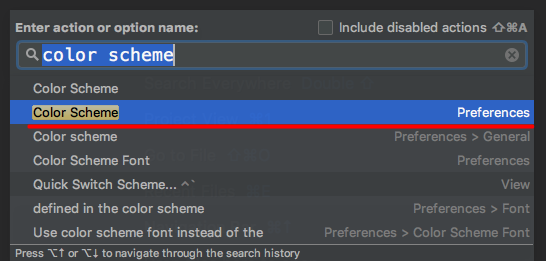 Enter action or option name: Include disabled actions ⇧⌘A
color scheme
Color Scheme
Color Scheme Preferences
Color scheme Preferences > General
Color Scheme Font Preferences
Quick Switch Scheme... ^` View
defined in the color scheme Preferences > Font
Use color scheme font instead of the Preferences > Color Scheme Font
Press ⌥↑ or ⌥↓ to navigate through the search history